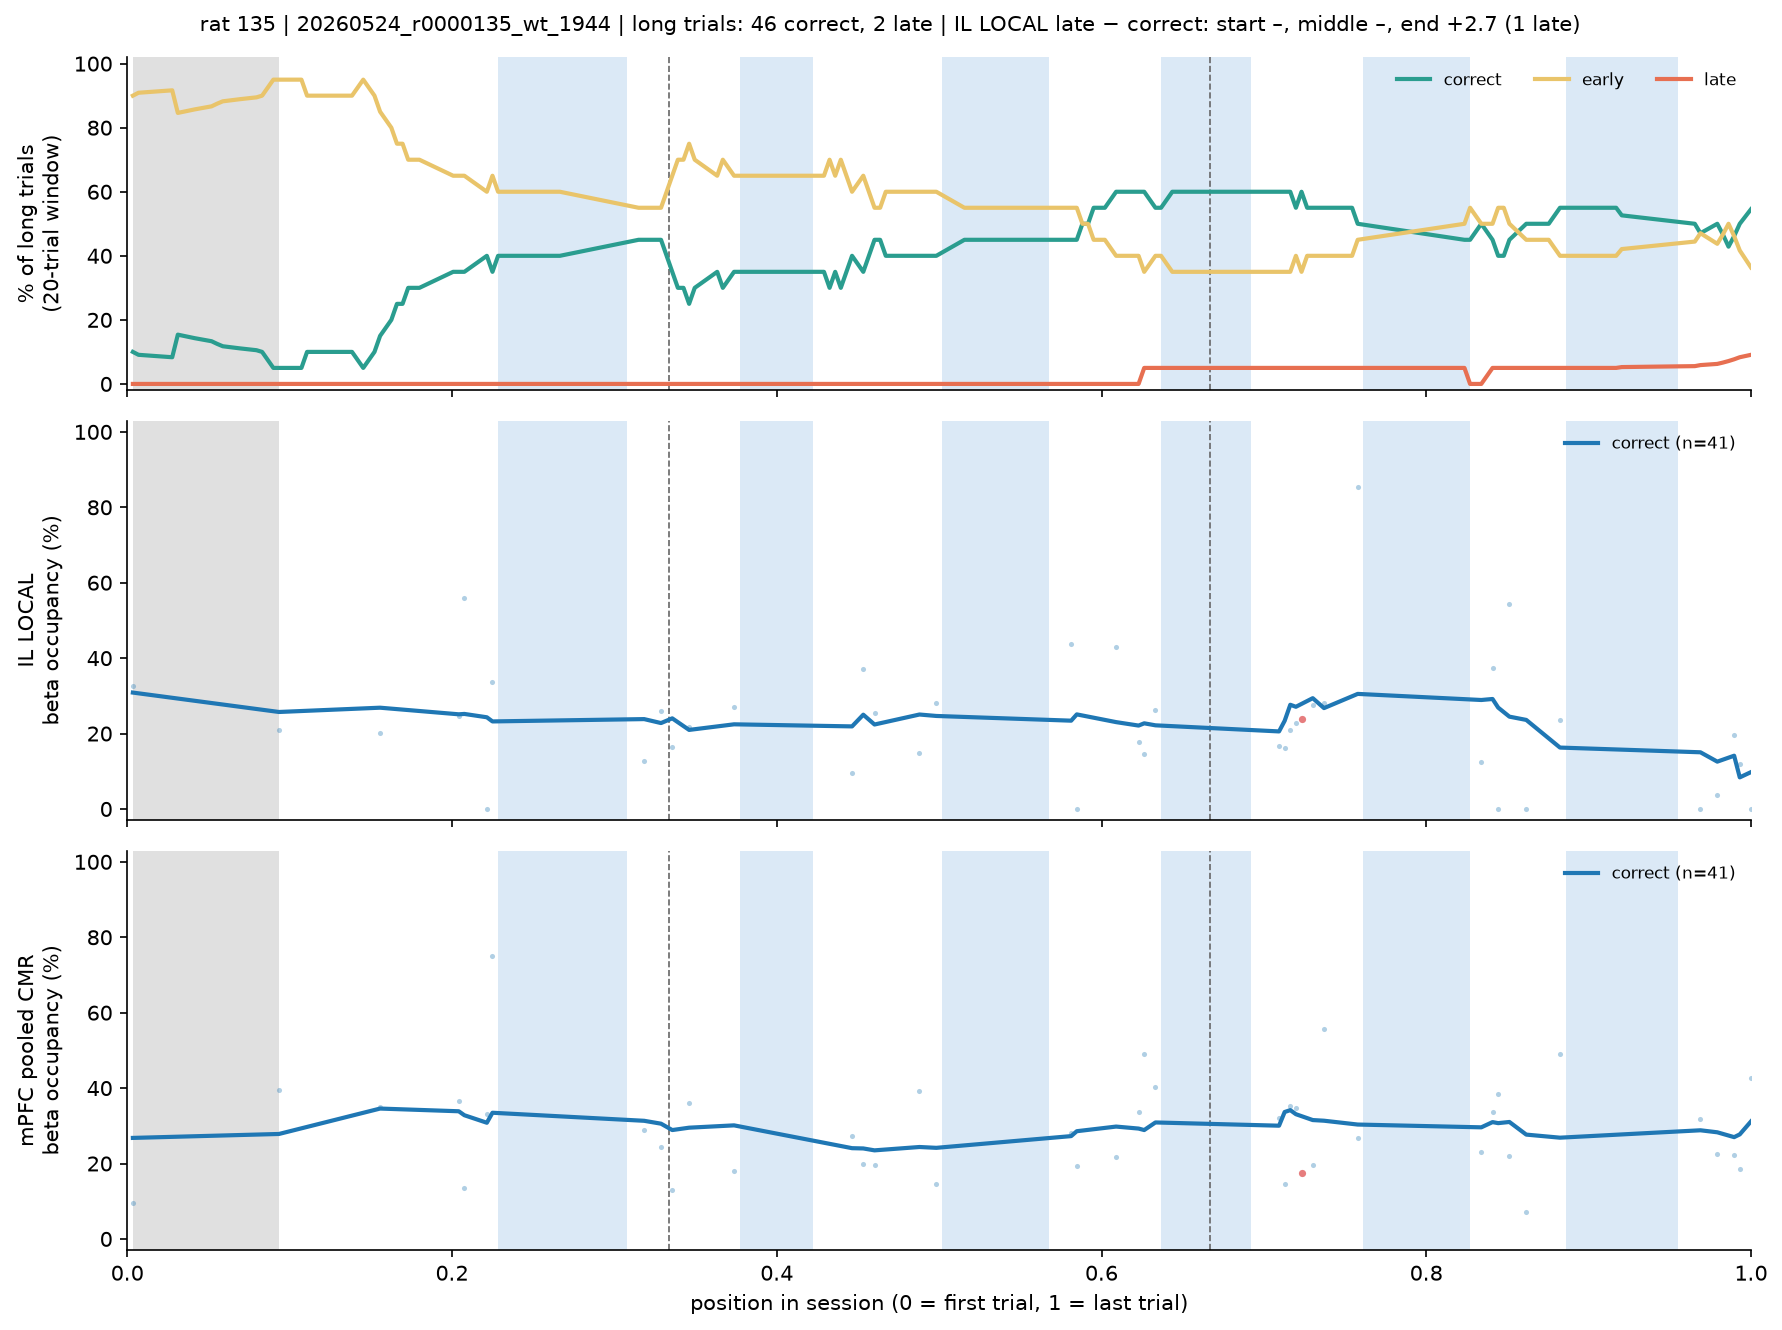 rat 135 | 20260524_r0000135_wt_1944 | long trials: 46 correct, 2 late | IL LOCAL late − correct: start –, middle –, end +2.7 (1 late)
100
80
60
40
20
0
% of long trials
(20-trial window)
correct
early
late
100
80
60
40
20
0
IL LOCAL
beta occupancy (%)
correct (n=41)
100
80
60
40
20
0
mPFC pooled CMR
beta occupancy (%)
correct (n=41)
0.0 0.2 0.4 0.6 0.8 1.0
position in session (0 = first trial, 1 = last trial)